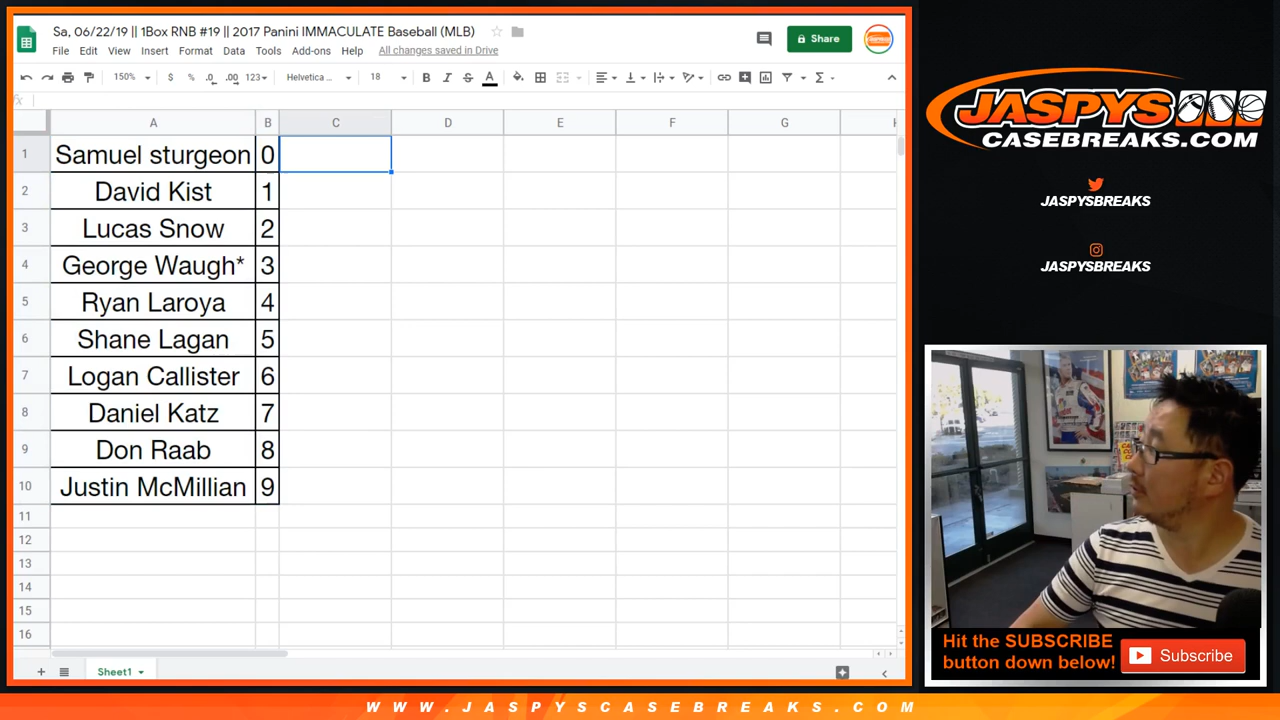 Sa, 06/22/19 || 1Box RNB #19 || 2017 Panini IMMACULATE Baseball (MLB)
File Edit View Insert Format Data Tools Add-ons Help All changes saved in Drive
Share
150% $ % .0 .00 123 Helvetica ... 18 B I S A
fx
A B C D E F G
1 Samuel sturgeon 0
2 David Kist 1
3 Lucas Snow 2
4 George Waugh* 3
5 Ryan Laroya 4
6 Shane Lagan 5
7 Logan Callister 6
8 Daniel Katz 7
9 Don Raab 8
10 Justin McMillian 9
11
12
13
14
15
16
Sheet1
JASPYS
CASEBREAKS.COM
JASPYSBREAKS
JASPYSBREAKS
Hit the SUBSCRIBE
button down below!
Subscribe
WWW.JASPYSCASEBREAKS.COM